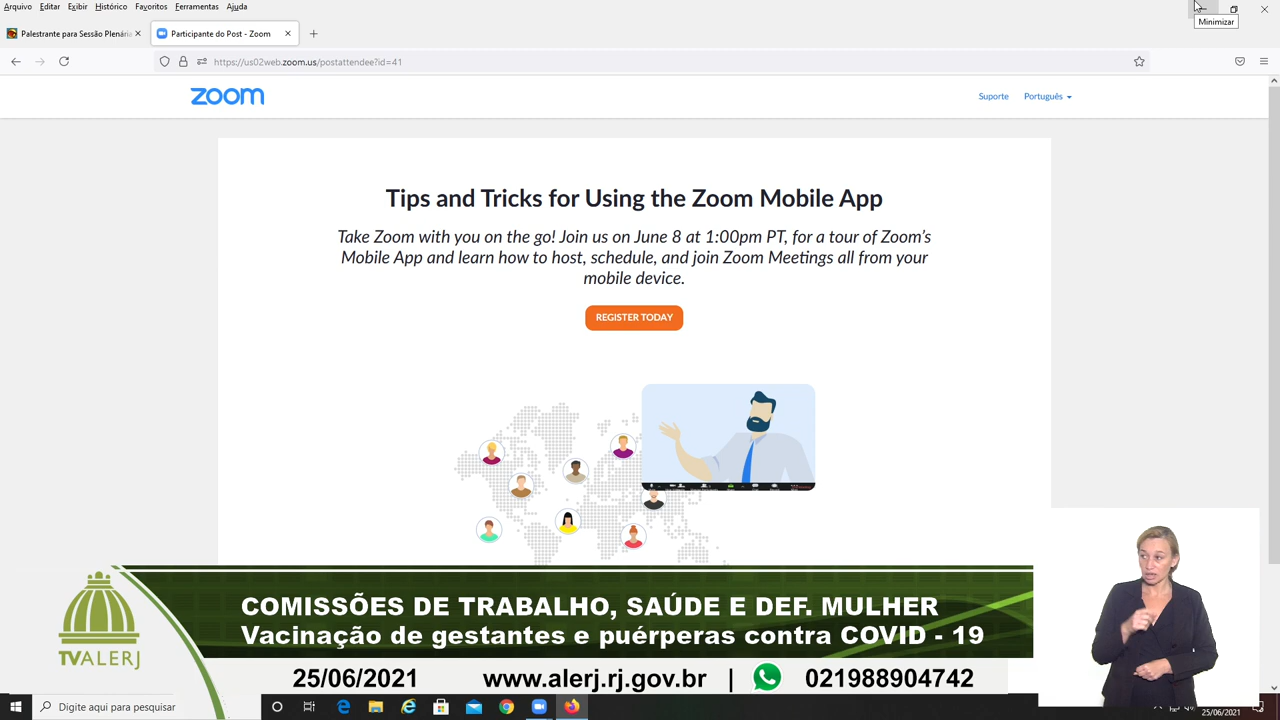 Arquivo Editar Exibir Histórico Favoritos Ferramentas Ajuda
Minimizar
Palestrante para Sessão Plenária
Participante do Post - Zoom
https://us02web.zoom.us/postattendee?id=41
zoom
Suporte
Português
Tips and Tricks for Using the Zoom Mobile App
Take Zoom with you on the go! Join us on June 8 at 1:00pm PT, for a tour of Zoom's
Mobile App and learn how to host, schedule, and join Zoom Meetings all from your
mobile device.
REGISTER TODAY
COMISSÕES DE TRABALHO, SAÚDE E DEF. MULHER
Vacinação de gestantes e puérperas contra COVID - 19
TVALERJ
25/06/2021 www.alerj.rj.gov.br | 021988904742
Digite aqui para pesquisar
25/06/2021